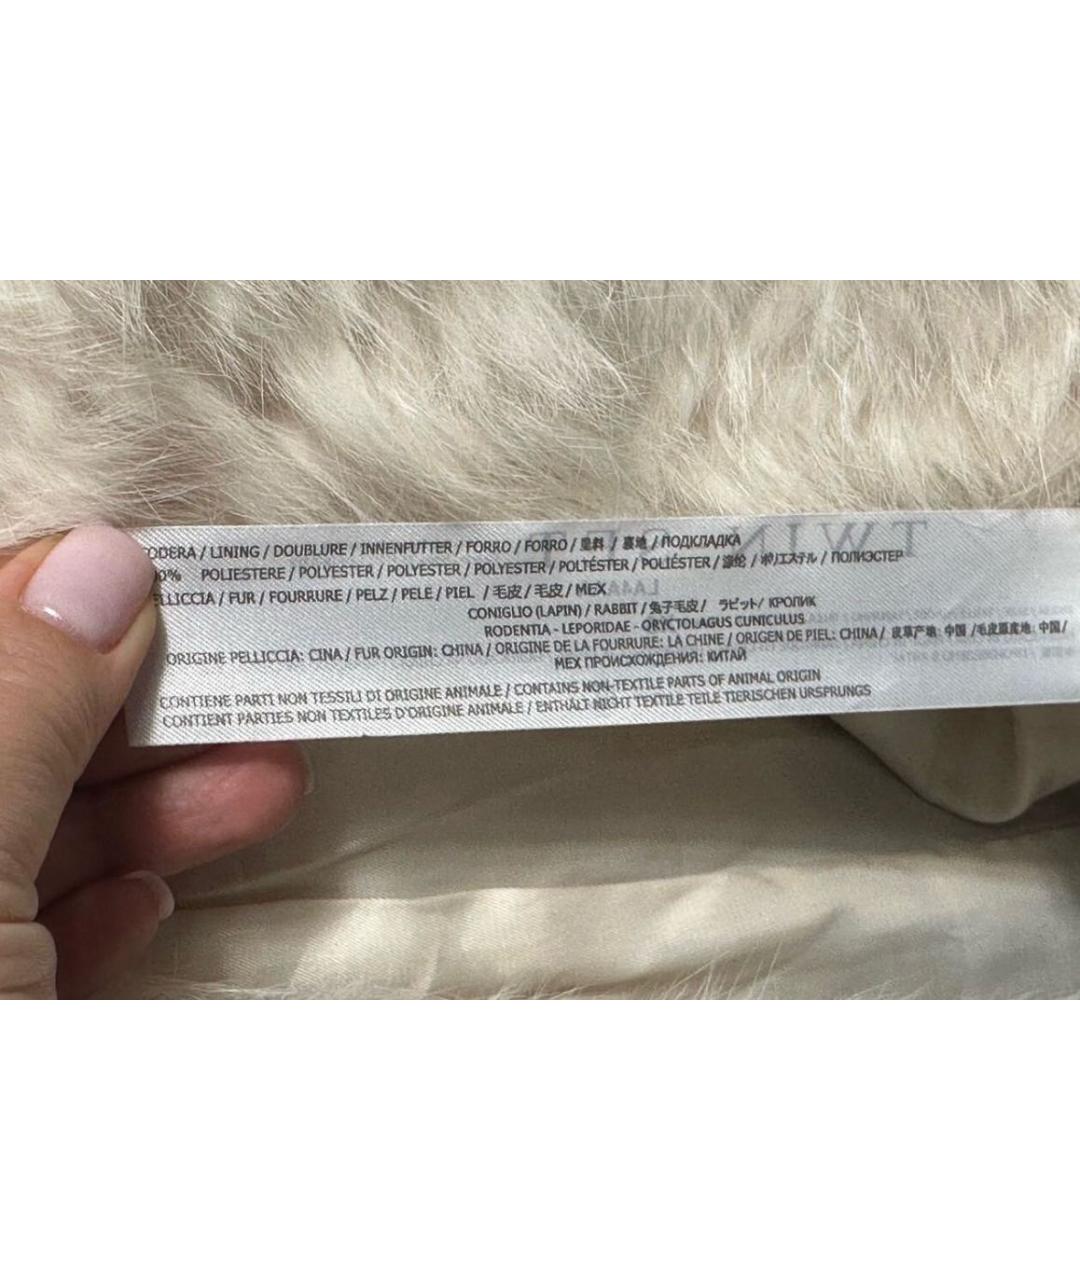 ODERA / LINING / DOUBLURE / INNENFUTTER / FORRO / FORRO / 里料 / 裏地 / ПОДКЛАДКА
00% POLIESTERE / POLYESTER / POLYESTER / POLYESTER / POLTÉSTER / POLIÉSTER / 涤纶 / ポリエステル / ПОЛИЭСТЕР
ELLICCIA / FUR / FOURRURE / PELZ / PELE / PIEL / 毛皮 / 毛皮 / МЕХ
CONIGLIO (LAPIN) / RABBIT / 兔子毛皮 / ラビット / КРОЛИК
RODENTIA - LEPORIDAE - ORYCTOLAGUS CUNICULUS
ORIGINE PELLICCIA: CINA / FUR ORIGIN: CHINA / ORIGINE DE LA FOURRURE: LA CHINE / ORIGEN DE PIEL: CHINA / 皮草产地: 中国 / 毛皮原産地: 中国 /
МЕХ ПРОИСХОЖДЕНИЯ: КИТАЙ
CONTIENE PARTI NON TESSILI DI ORIGINE ANIMALE / CONTAINS NON-TEXTILE PARTS OF ANIMAL ORIGIN
CONTIENT PARTIES NON TEXTILES D'ORIGINE ANIMALE / ENTHÄLT NICHT TEXTILE TEILE TIERISCHEN URSPRUNGS